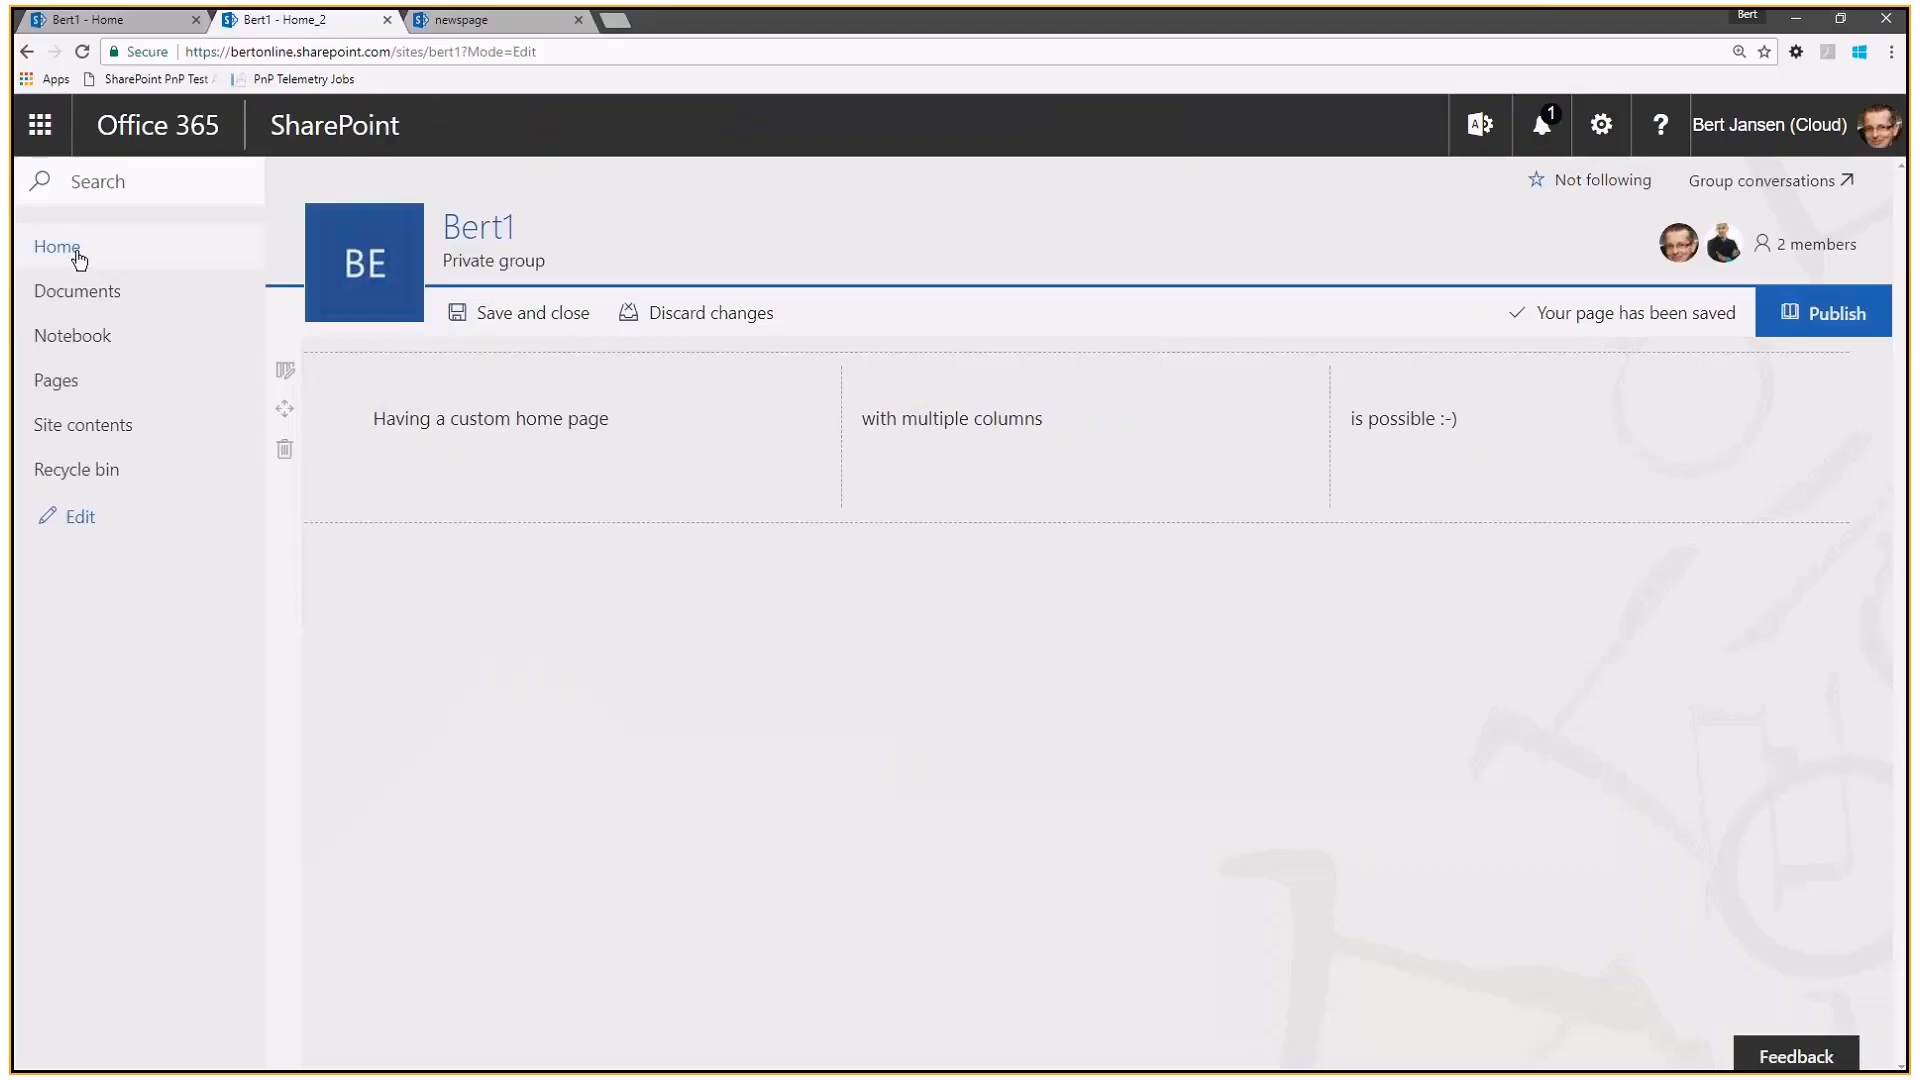 Bert1 - Home
Bert1 - Home_2
newspage
Bert
Secure
https://bertonline.sharepoint.com/sites/bert1?Mode=Edit
Apps
SharePoint PnP Test
PnP Telemetry Jobs
Office 365
SharePoint
1
?
Bert Jansen (Cloud)
Search
Not following
Group conversations
BE
Bert1
Private group
2 members
Home
Documents
Notebook
Pages
Site contents
Recycle bin
Edit
Save and close
Discard changes
Your page has been saved
Publish
Having a custom home page
with multiple columns
is possible :-)
Feedback